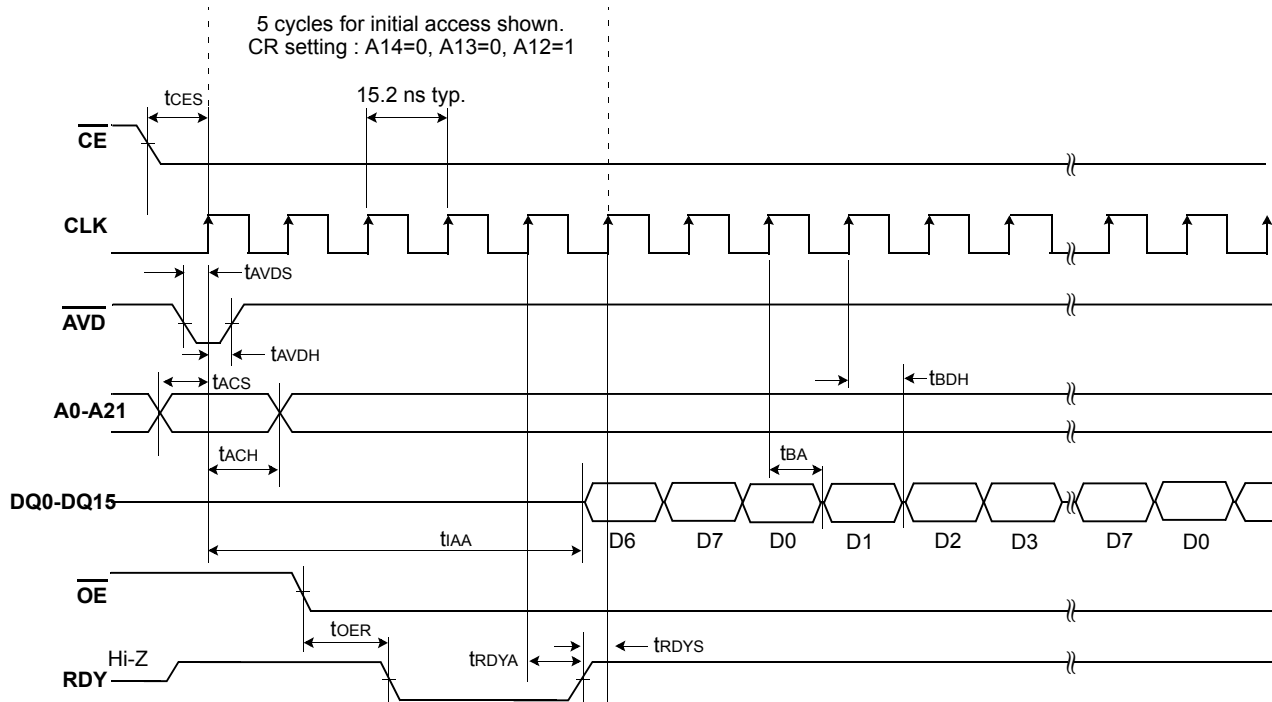 5 cycles for initial access shown.
CR setting : A14=0, A13=0, A12=1
tCES
15.2 ns typ.
CE
CLK
tAVDS
AVD
tAVDH
tACS
tBDH
A0-A21
tACH
tBA
DQ0-DQ15
tIAA
D6 D7 D0 D1 D2 D3 D7 D0
OE
tOER
tRDYA
tRDYS
Hi-Z
RDY